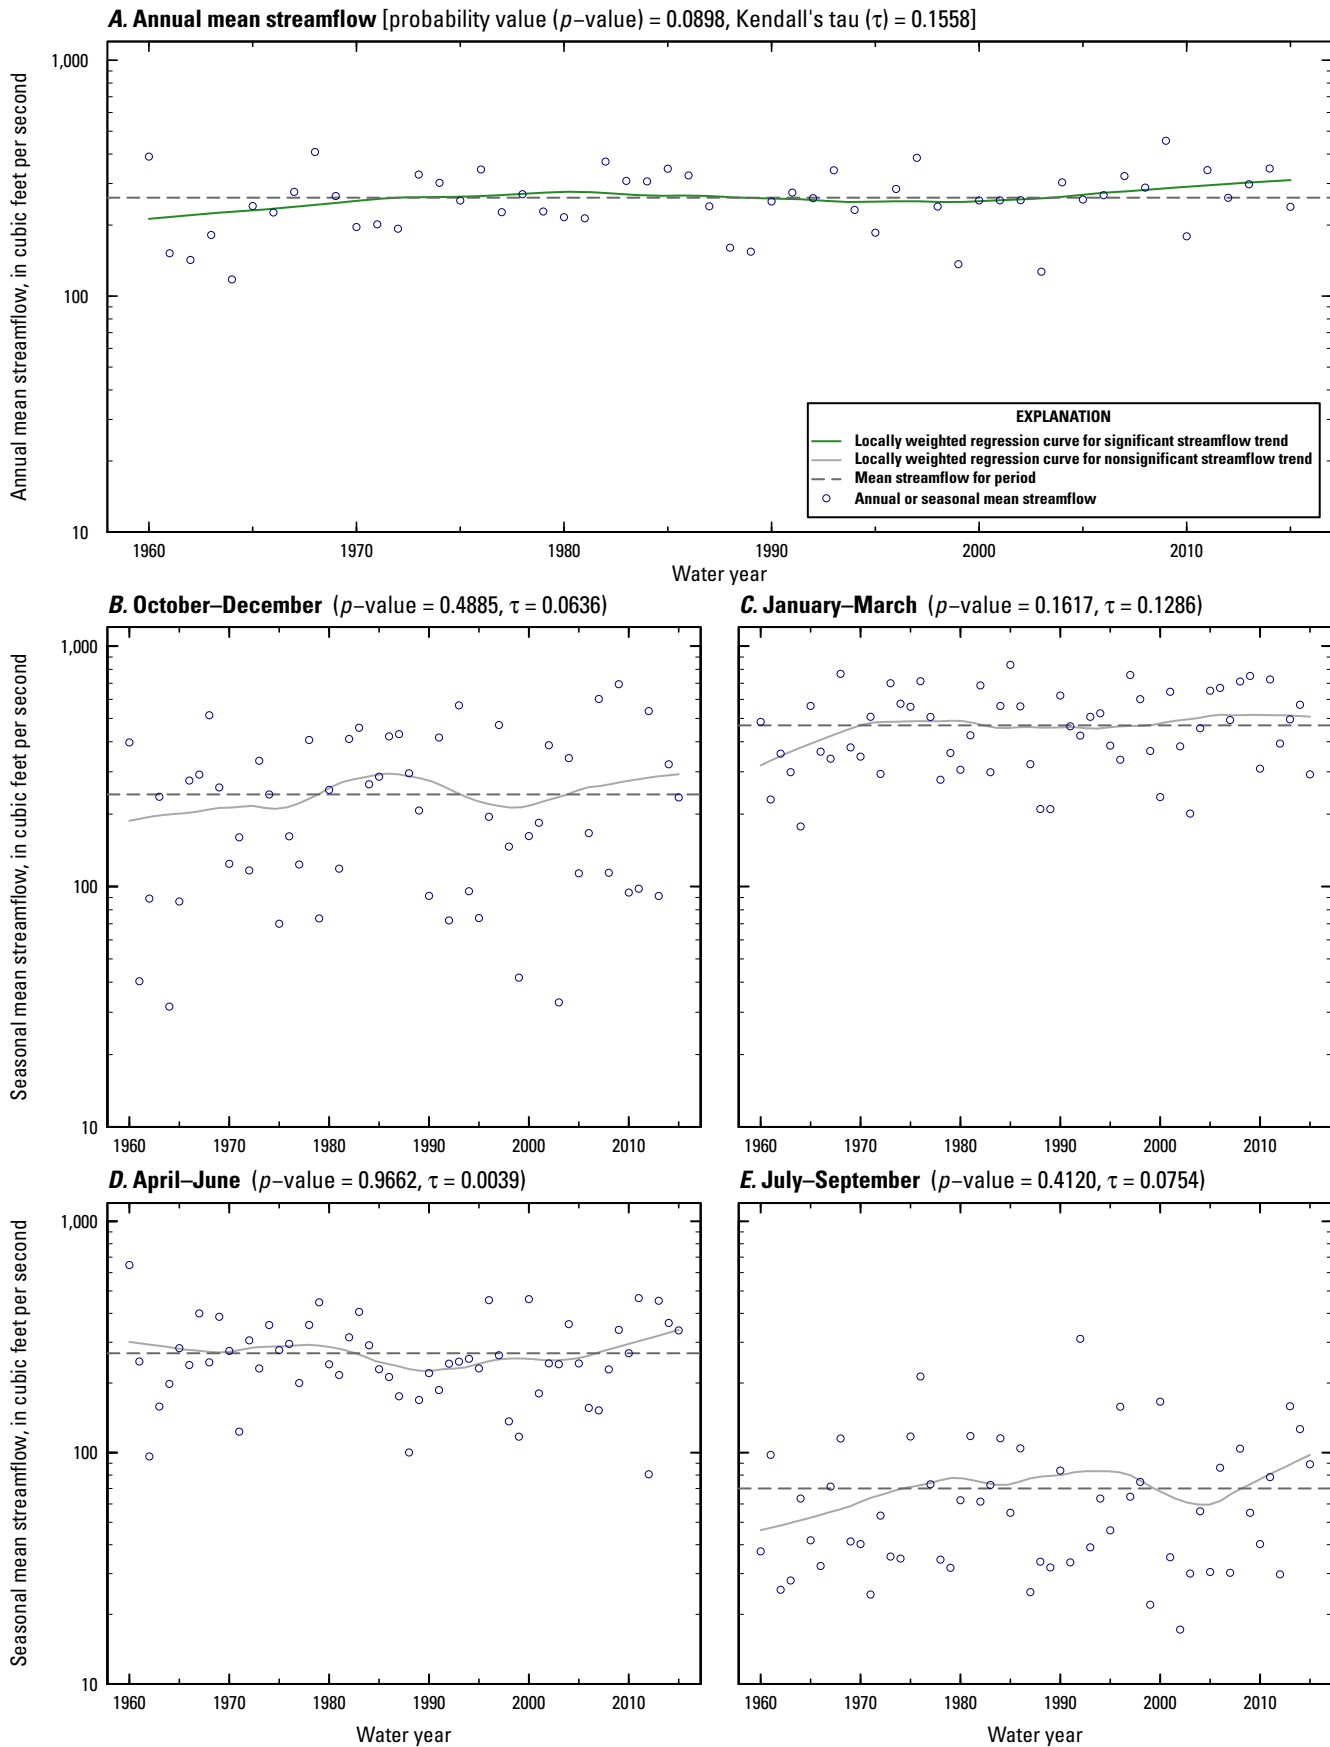 A. Annual mean streamflow [probability value (p–value) = 0.0898, Kendall's tau (τ) = 0.1558]
Annual mean streamflow, in cubic feet per second
1,000
100
10
EXPLANATION
Locally weighted regression curve for significant streamflow trend
Locally weighted regression curve for nonsignificant streamflow trend
Mean streamflow for period
Annual or seasonal mean streamflow
1960 1970 1980 1990 2000 2010
Water year
B. October–December (p–value = 0.4885, τ = 0.0636)
Seasonal mean streamflow, in cubic feet per second
1,000
100
10
1960 1970 1980 1990 2000 2010
C. January–March (p–value = 0.1617, τ = 0.1286)
1960 1970 1980 1990 2000 2010
D. April–June (p–value = 0.9662, τ = 0.0039)
Seasonal mean streamflow, in cubic feet per second
1,000
100
10
1960 1970 1980 1990 2000 2010
Water year
E. July–September (p–value = 0.4120, τ = 0.0754)
1960 1970 1980 1990 2000 2010
Water year